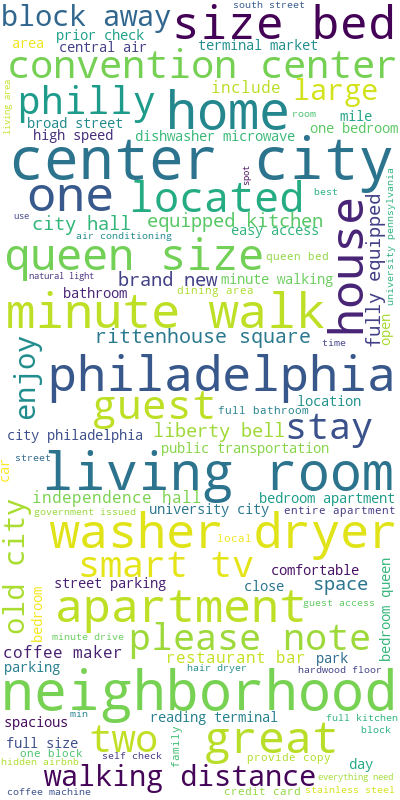 south street
block away
size bed
prior check
area
central air
terminal market
convention center
living area
include
philly
home
large
room
broad street
mile
high speed
dishwasher microwave
one bedroom
center city
spot
best
one
located
use
city hall
equipped kitchen
easy access
air conditioning
house
fully equipped
university pennsylvania
queen size
queen bed
natural light
brand new
minute walking
bathroom
dining area
open
minute walk
rittenhouse square
time
enjoy
philadelphia
guest
location
full bathroom
stay
city philadelphia
liberty bell
public transportation
street
car
living room
independence hall
bedroom apartment
old city
government issued
university city
entire apartment
washer dryer
local
smart tv
comfortable
street parking
close
space
bedroom
apartment
guest access
bedroom queen
minute drive
please note
coffee maker
restaurant bar
park
parking
hair dryer
hardwood floor
neighborhood
min
spacious
reading terminal
full kitchen
two
great
block
full size
one block
family
hidden airbnb
self check
provide copy
day
walking distance
everything need
coffee machine
credit card
stainless steel